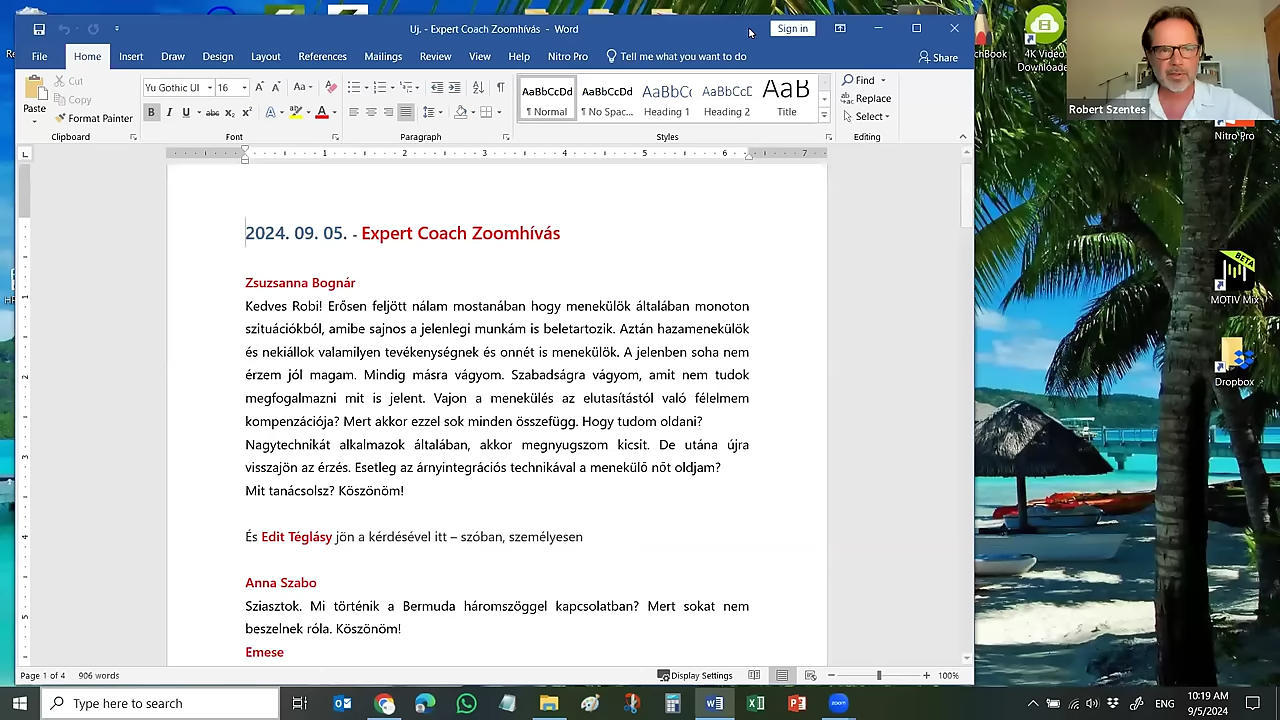 Uj. - Expert Coach Zoomhívás - Word
Sign in
File Home Insert Draw Design Layout References Mailings Review View Help Nitro Pro Tell me what you want to do Share
Paste
Cut
Copy
Format Painter
Clipboard
Yu Gothic UI 16
B I U abc X₂ X²
Font
Paragraph
AaBbCcDd AaBbCcDd AaBbCc AaBbCcD AaB
¶ Normal ¶ No Spac... Heading 1 Heading 2 Title
Styles
Find
Replace
Select
Editing
2024. 09. 05. - Expert Coach Zoomhívás
Zsuzsanna Bognár
Kedves Robi! Erősen feljött nálam mostanában hogy menekülök általában monoton
szituációkból, amibe sajnos a jelenlegi munkám is beletartozik. Aztán hazamenekülök
és nekiállok valamilyen tevékenységnek és onnét is menekülök. A jelenben soha nem
érzem jól magam. Mindig másra vágyom. Szabadságra vágyom, amit nem tudok
megfogalmazni mit is jelent. Vajon a menekülés az elutasítástól való félelmem
kompenzációja? Mert akkor ezzel sok minden összefügg. Hogy tudom oldani?
Nagytechnikát alkalmazok általában, akkor megnyugszom kicsit. De utána újra
visszajön az érzés. Esetleg az árnyintegrációs technikával a menekülő nőt oldjam?
Mit tanácsolsz? Köszönöm!
És Edit Téglásy jön a kérdésével itt – szóban, személyesen
Anna Szabo
Sziasztok. Mi történik a Bermuda háromszöggel kapcsolatban? Mert sokat nem
beszelnek róla. Köszönöm!
Emese
Page 1 of 4 906 words Display Settings 100%
4K Video
Downloade
Robert Szentes
Nitro Pro
BETA
MOTIV Mix
Dropbox
Type here to search
ENG
10:19 AM
9/5/2024